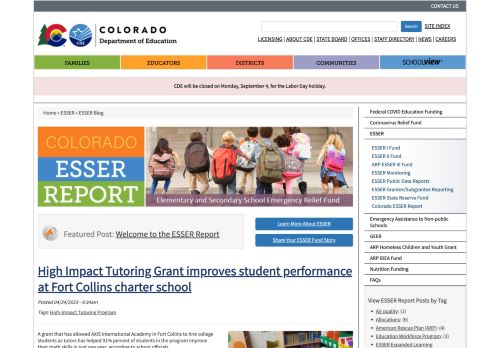 CONTACT US
COLORADO
Department of Education
CDE
Search
SITE INDEX
LICENSING | ABOUT CDE | STATE BOARD | OFFICES | STAFF DIRECTORY | NEWS | CAREERS
FAMILIES
EDUCATORS
DISTRICTS
COMMUNITIES
SCHOOLVIEW
CDE will be closed on Monday, September 4, for the Labor Day holiday.
Home » ESSER » ESSER Blog
COLORADO
ESSER
REPORT
Elementary and Secondary School Emergency Relief Fund
Featured Post: Welcome to the ESSER Report
Learn More About ESSER
Share Your ESSER Fund Story
High Impact Tutoring Grant improves student performance
at Fort Collins charter school
Posted 04/24/2023 - 9:34am
Tags: High-Impact Tutoring Program
A grant that has allowed AXIS International Academy in Fort Collins to hire college
students as tutors has helped 91% percent of students in the program improve
their math skills in just one year, according to school officials.
Federal COVID Education Funding
Coronavirus Relief Fund
ESSER
ESSER I Fund
ESSER II Fund
ARP ESSER III Fund
ESSER Monitoring
ESSER Public Data Reports
ESSER Grantee/Subgrantee Reporting
ESSER State Reserve Fund
Colorado ESSER Report
Emergency Assistance to Non-public
Schools
GEER
ARP Homeless Children and Youth Grant
ARP IDEA Fund
Nutrition Funding
FAQs
View ESSER Report Posts by Tag
Air quality: (1)
Allocations: (6)
American Rescue Plan (ARP): (4)
Education Workforce Program: (1)
ESSER Expanded Learning